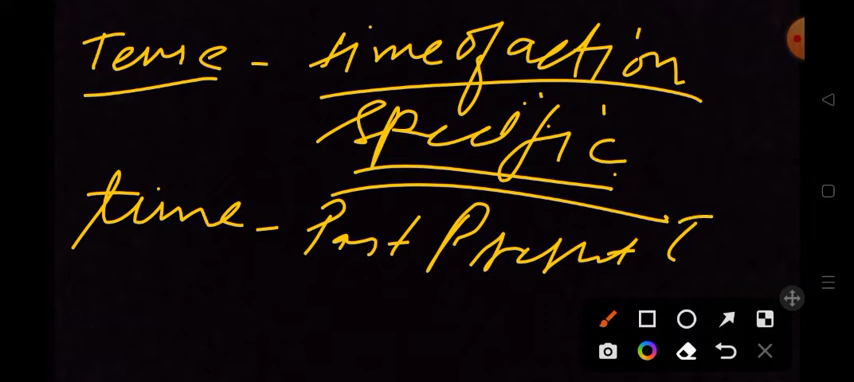 Tense - time of action
specific
time - Past Present